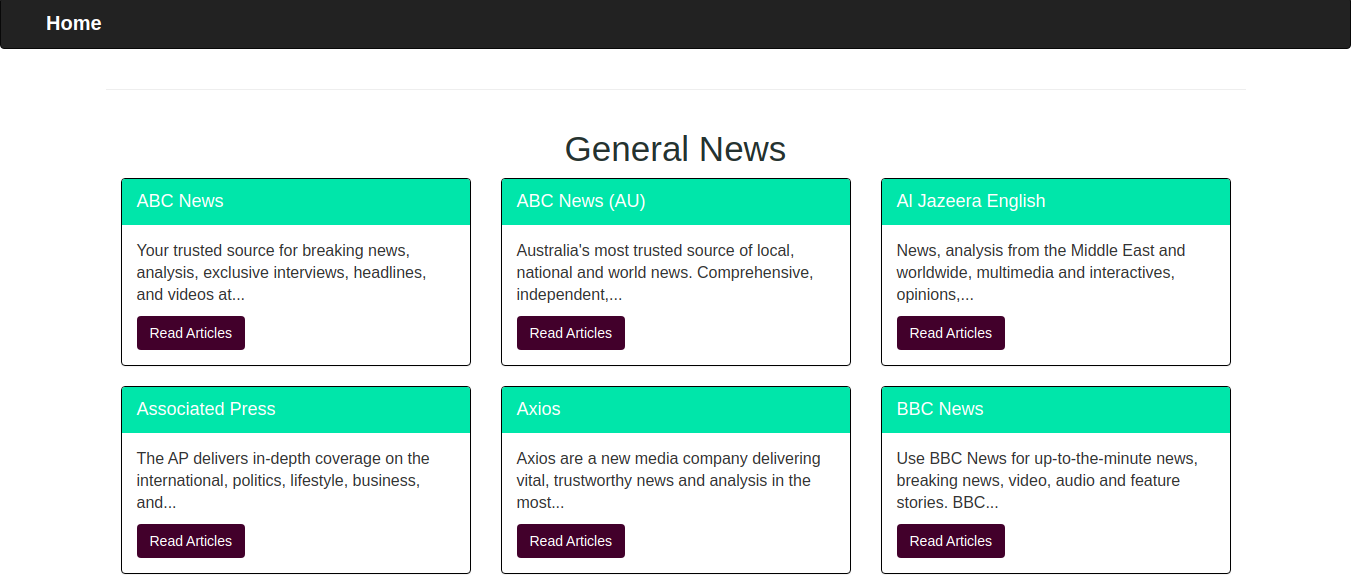 Home
General News
ABC News
Your trusted source for breaking news,
analysis, exclusive interviews, headlines,
and videos at...
Read Articles
ABC News (AU)
Australia's most trusted source of local,
national and world news. Comprehensive,
independent,...
Read Articles
Al Jazeera English
News, analysis from the Middle East and
worldwide, multimedia and interactives,
opinions,...
Read Articles
Associated Press
The AP delivers in-depth coverage on the
international, politics, lifestyle, business,
and...
Read Articles
Axios
Axios are a new media company delivering
vital, trustworthy news and analysis in the
most...
Read Articles
BBC News
Use BBC News for up-to-the-minute news,
breaking news, video, audio and feature
stories. BBC...
Read Articles